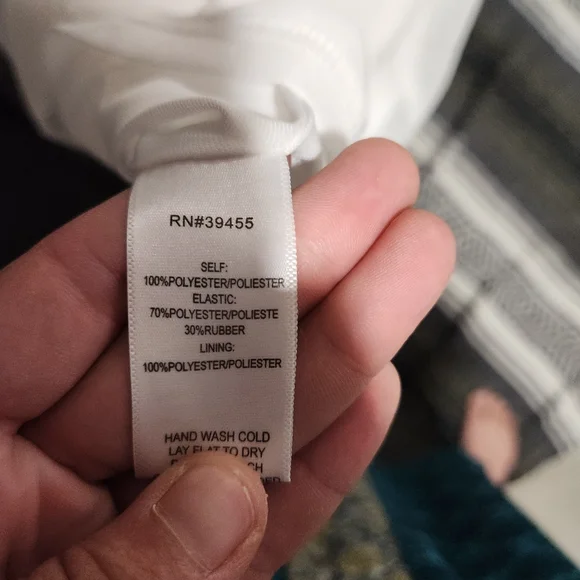 RN#39455
SELF:
100%POLYESTER/POLIESTER
ELASTIC:
70%POLYESTER/POLIESTE
30%RUBBER
LINING:
100%POLYESTER/POLIESTER
HAND WASH COLD
LAY FLAT TO DRY